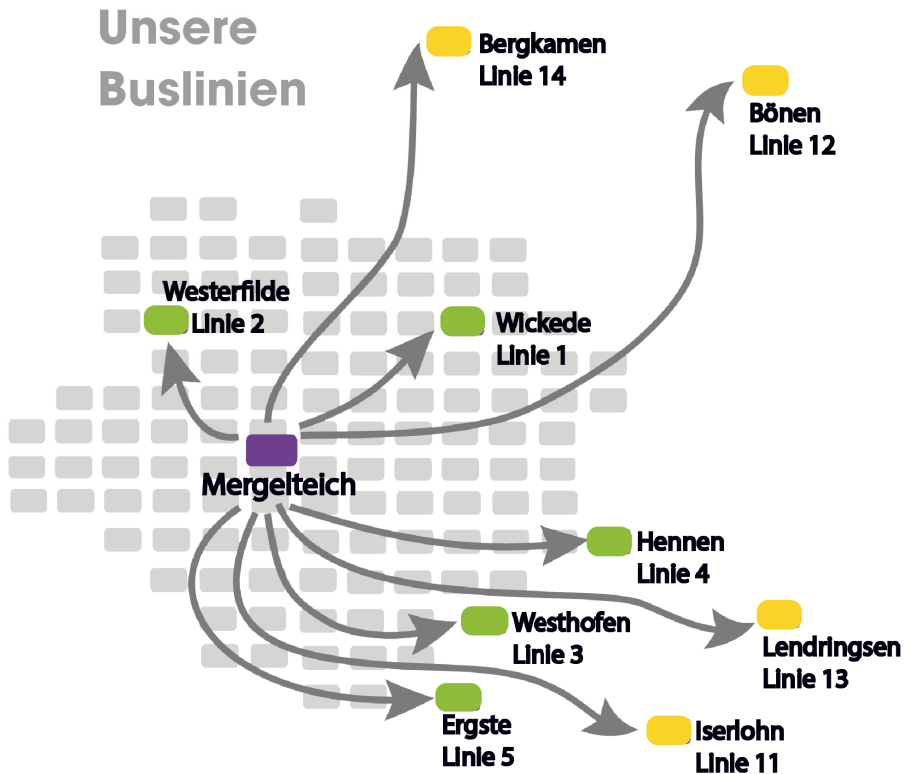 Unsere
Buslinien
Bergkamen
Linie 14
Bönen
Linie 12
Westerfilde
Linie 2
Wickede
Linie 1
Mergelteich
Hennen
Linie 4
Westhofen
Linie 3
Lendringsen
Linie 13
Ergste
Linie 5
Iserlohn
Linie 11